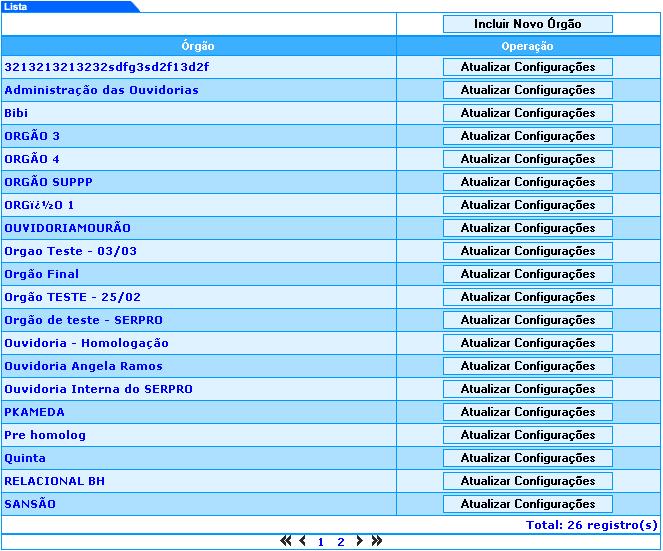 Lista
Incluir Novo Órgão
Órgão Operação
3213213213232sdfg3sd2f13d2f Atualizar Configurações
Administração das Ouvidorias Atualizar Configurações
Bibi Atualizar Configurações
ORGÃO 3 Atualizar Configurações
ORGÃO 4 Atualizar Configurações
ORGÃO SUPPP Atualizar Configurações
ORGï¿½O 1 Atualizar Configurações
OUVIDORIAMOURÃO Atualizar Configurações
Orgao Teste - 03/03 Atualizar Configurações
Orgão Final Atualizar Configurações
Orgão TESTE - 25/02 Atualizar Configurações
Orgão de teste - SERPRO Atualizar Configurações
Ouvidoria - Homologação Atualizar Configurações
Ouvidoria Angela Ramos Atualizar Configurações
Ouvidoria Interna do SERPRO Atualizar Configurações
PKAMEDA Atualizar Configurações
Pre homolog Atualizar Configurações
Quinta Atualizar Configurações
RELACIONAL BH Atualizar Configurações
SANSÃO Atualizar Configurações
Total: 26 registro(s)
1 2